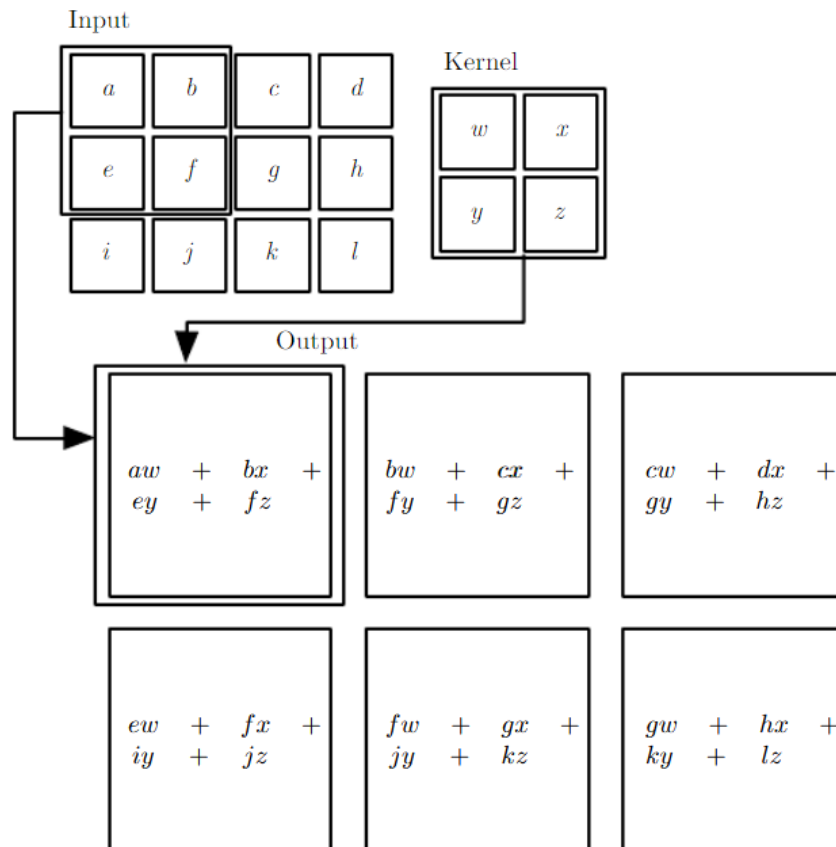 Input
Kernel
a b c d
w x
e f g h
y z
i j k l
Output
aw + bx +
ey + fz
bw + cx +
fy + gz
cw + dx +
gy + hz
ew + fx +
iy + jz
fw + gx +
jy + kz
gw + hx +
ky + lz